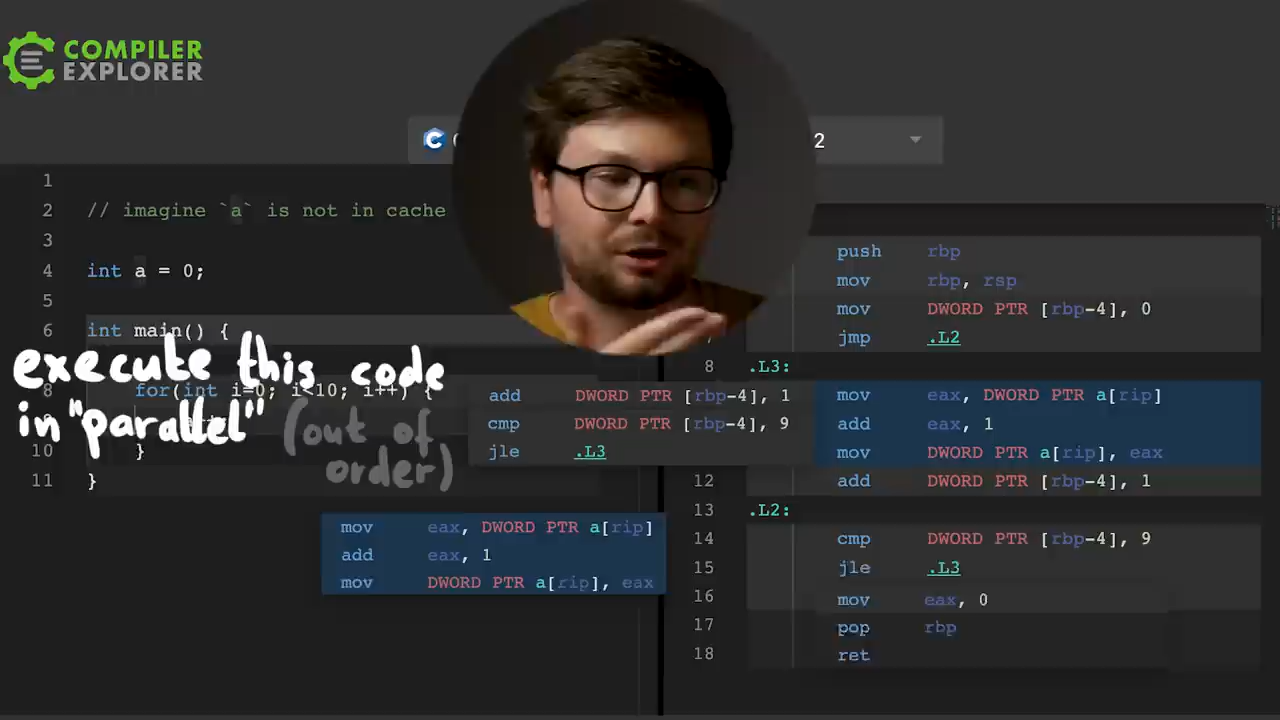 COMPILER
EXPLORER
2
1
2 // imagine `a` is not in cache
3
4 int a = 0;
5
6 int main() {
execute this code
8 for(int i=0; i<10; i++) {
in "parallel" (out of
order)
10 }
11 }
add DWORD PTR [rbp-4], 1
cmp DWORD PTR [rbp-4], 9
jle .L3
mov eax, DWORD PTR a[rip]
add eax, 1
mov DWORD PTR a[rip], eax
push rbp
mov rbp, rsp
mov DWORD PTR [rbp-4], 0
jmp .L2
8 .L3:
mov eax, DWORD PTR a[rip]
add eax, 1
mov DWORD PTR a[rip], eax
12 add DWORD PTR [rbp-4], 1
13 .L2:
14 cmp DWORD PTR [rbp-4], 9
15 jle .L3
16 mov eax, 0
17 pop rbp
18 ret